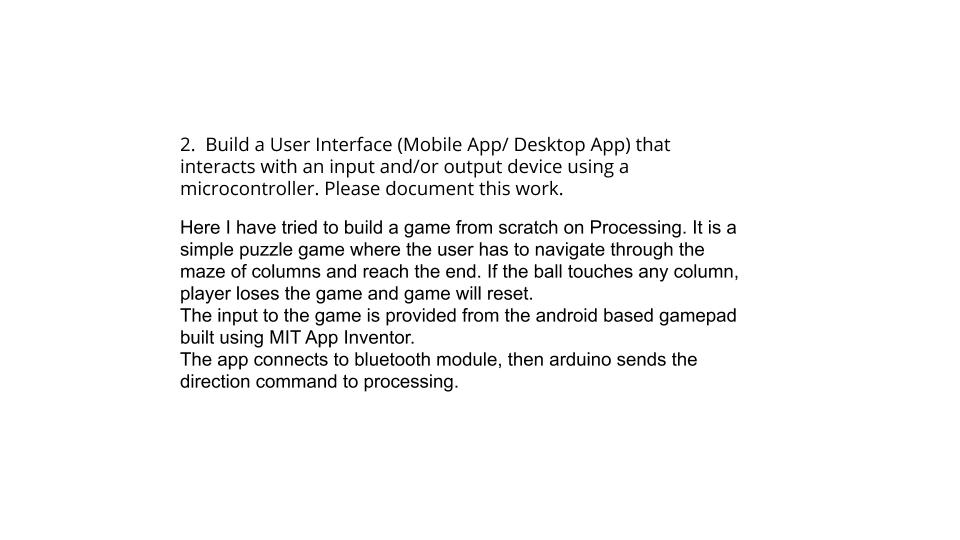 2.  Build a User Interface (Mobile App/ Desktop App) that
interacts with an input and/or output device using a
microcontroller. Please document this work.
Here I have tried to build a game from scratch on Processing. It is a
simple puzzle game where the user has to navigate through the
maze of columns and reach the end. If the ball touches any column,
player loses the game and game will reset.
The input to the game is provided from the android based gamepad
built using MIT App Inventor.
The app connects to bluetooth module, then arduino sends the
direction command to processing.